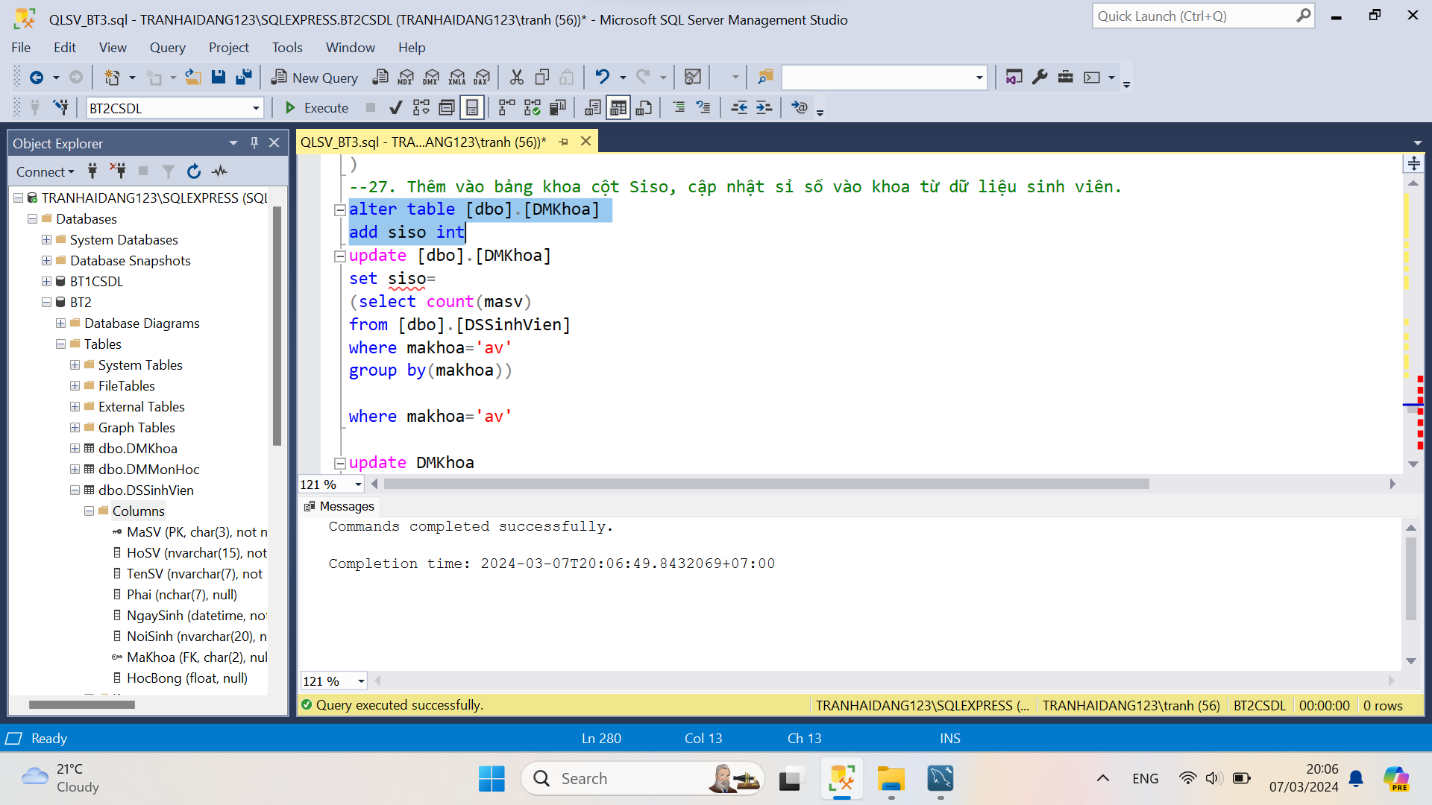 QLSV_BT3.sql - TRANHAIDANG123\SQLEXPRESS.BT2CSDL (TRANHAIDANG123\tranh (56))* - Microsoft SQL Server Management Studio
Quick Launch (Ctrl+Q)
File Edit View Query Project Tools Window Help
New Query
MDX DMX XMLA DAX
BT2CSDL
Execute
Object Explorer
QLSV_BT3.sql - TRA...ANG123\tranh (56))*
Connect
TRANHAIDANG123\SQLEXPRESS (SQL
Databases
System Databases
Database Snapshots
BT1CSDL
BT2
Database Diagrams
Tables
System Tables
FileTables
External Tables
Graph Tables
dbo.DMKhoa
dbo.DMMonHoc
dbo.DSSinhVien
Columns
MaSV (PK, char(3), not n
HoSV (nvarchar(15), not
TenSV (nvarchar(7), not
Phai (nchar(7), null)
NgaySinh (datetime, not
NoiSinh (nvarchar(20), n
MaKhoa (FK, char(2), nul
HocBong (float, null)
)
--27. Thêm vào bảng khoa cột Siso, cập nhật sỉ số vào khoa từ dữ liệu sinh viên.
alter table [dbo].[DMKhoa]
add siso int
update [dbo].[DMKhoa]
set siso=
(select count(masv)
from [dbo].[DSSinhVien]
where makhoa='av'
group by(makhoa))
where makhoa='av'
update DMKhoa
121 %
Messages
Commands completed successfully.
Completion time: 2024-03-07T20:06:49.8432069+07:00
121 %
Query executed successfully.
TRANHAIDANG123\SQLEXPRESS (... TRANHAIDANG123\tranh (56) BT2CSDL 00:00:00 0 rows
Ready Ln 280 Col 13 Ch 13 INS
21°C
Cloudy
Search
ENG
20:06
07/03/2024
PRE